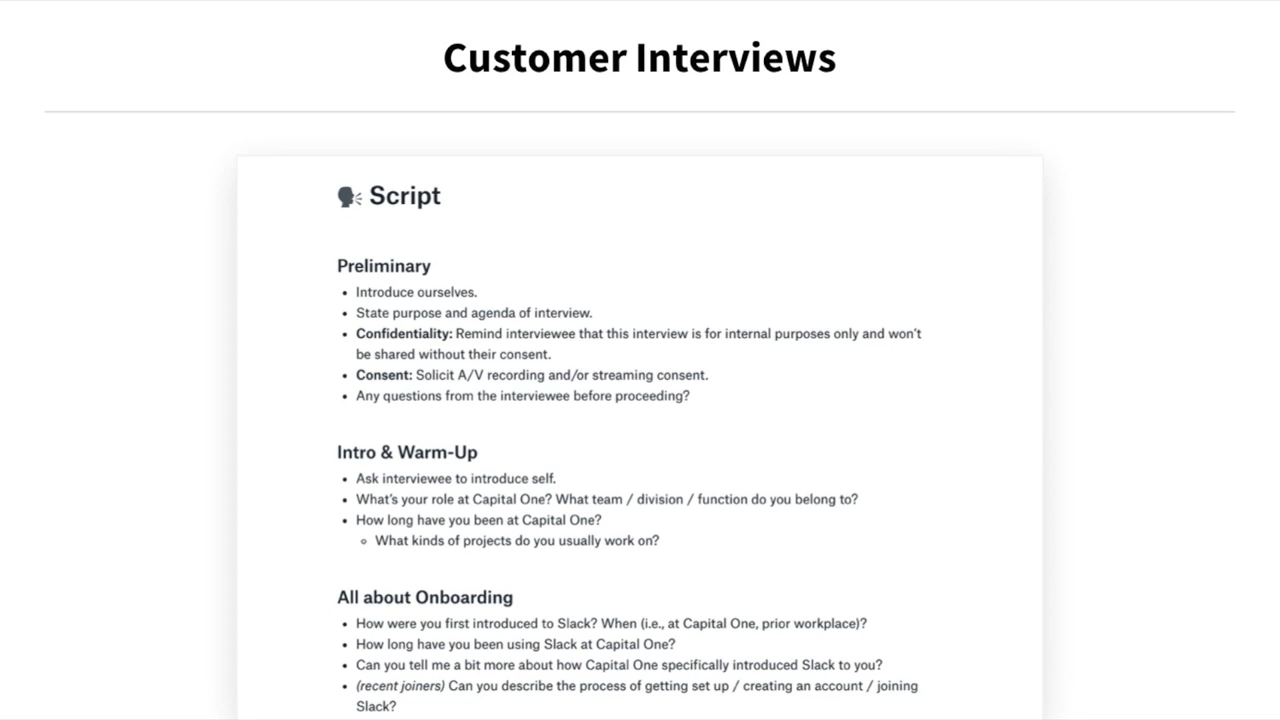 Customer Interviews
Script
Preliminary
• Introduce ourselves.
• State purpose and agenda of interview.
• Confidentiality: Remind interviewee that this interview is for internal purposes only and won't
be shared without their consent.
• Consent: Solicit A/V recording and/or streaming consent.
• Any questions from the interviewee before proceeding?
Intro & Warm-Up
• Ask interviewee to introduce self.
• What's your role at Capital One? What team / division / function do you belong to?
• How long have you been at Capital One?
◦ What kinds of projects do you usually work on?
All about Onboarding
• How were you first introduced to Slack? When (i.e., at Capital One, prior workplace)?
• How long have you been using Slack at Capital One?
• Can you tell me a bit more about how Capital One specifically introduced Slack to you?
• (recent joiners) Can you describe the process of getting set up / creating an account / joining
Slack?